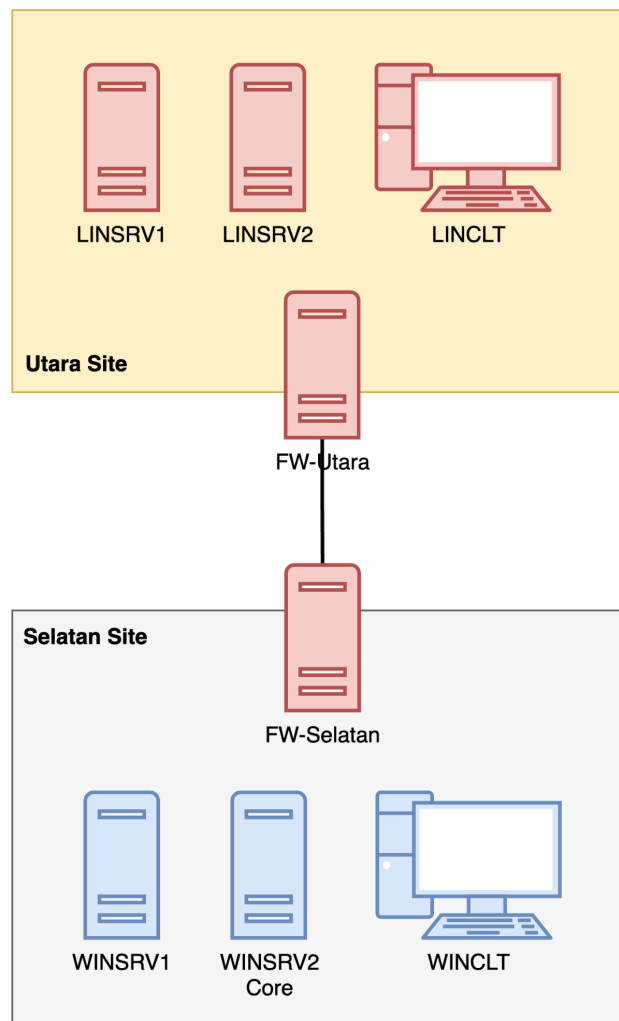 LINSRV1
LINSRV2
LINCLT
Utara Site
FW-Utara
Selatan Site
FW-Selatan
WINSRV1
WINSRV2
Core
WINCLT